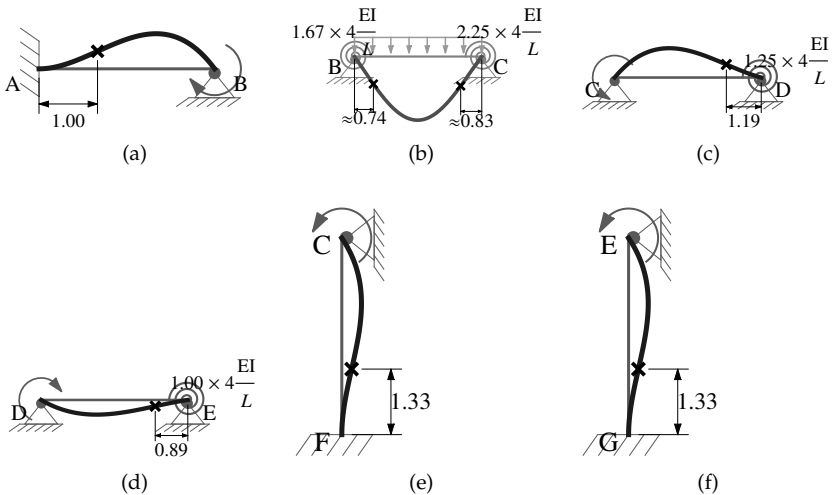 A
B
1.00
(a)
1.67 × 4 EI/L
2.25 × 4 EI/L
B
C
≈0.74
≈0.83
(b)
1.25 × 4 EI/L
C
D
1.19
(c)
1.00 × 4 EI/L
D
E
0.89
(d)
C
1.33
F
(e)
E
1.33
G
(f)